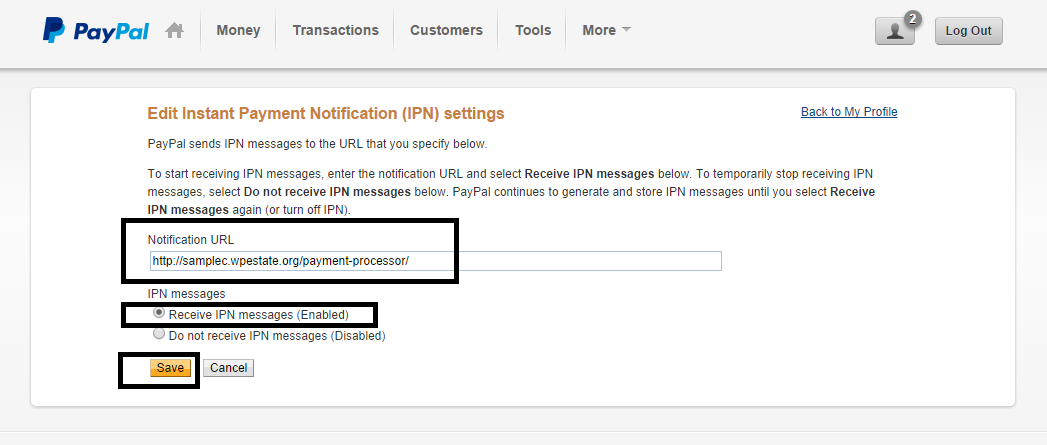 PayPal
Money
Transactions
Customers
Tools
More
2
Log Out
Edit Instant Payment Notification (IPN) settings
Back to My Profile
PayPal sends IPN messages to the URL that you specify below.
To start receiving IPN messages, enter the notification URL and select Receive IPN messages below. To temporarily stop receiving IPN
messages, select Do not receive IPN messages below. PayPal continues to generate and store IPN messages until you select Receive
IPN messages again (or turn off IPN).
Notification URL
http://samplec.wpestate.org/payment-processor/
IPN messages
Receive IPN messages (Enabled)
Do not receive IPN messages (Disabled)
Save
Cancel